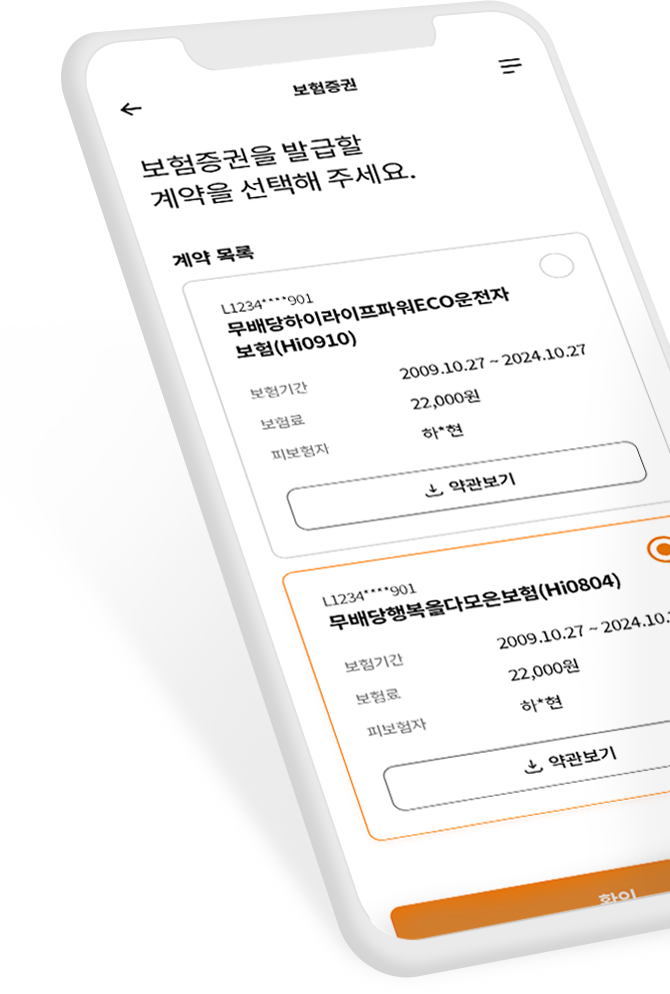 보험증권
보험증권을 발급할
계약을 선택해 주세요.
계약 목록
L1234****901
무배당하이라이프파워ECO운전자
보험(Hi0910)
보험기간 2009.10.27 ~ 2024.10.27
보험료 22,000원
피보험자 하*현
약관보기
L1234****901
무배당행복을다모은보험(Hi0804)
보험기간 2009.10.27 ~ 2024.10.
보험료 22,000원
피보험자 하*현
약관보기
확인